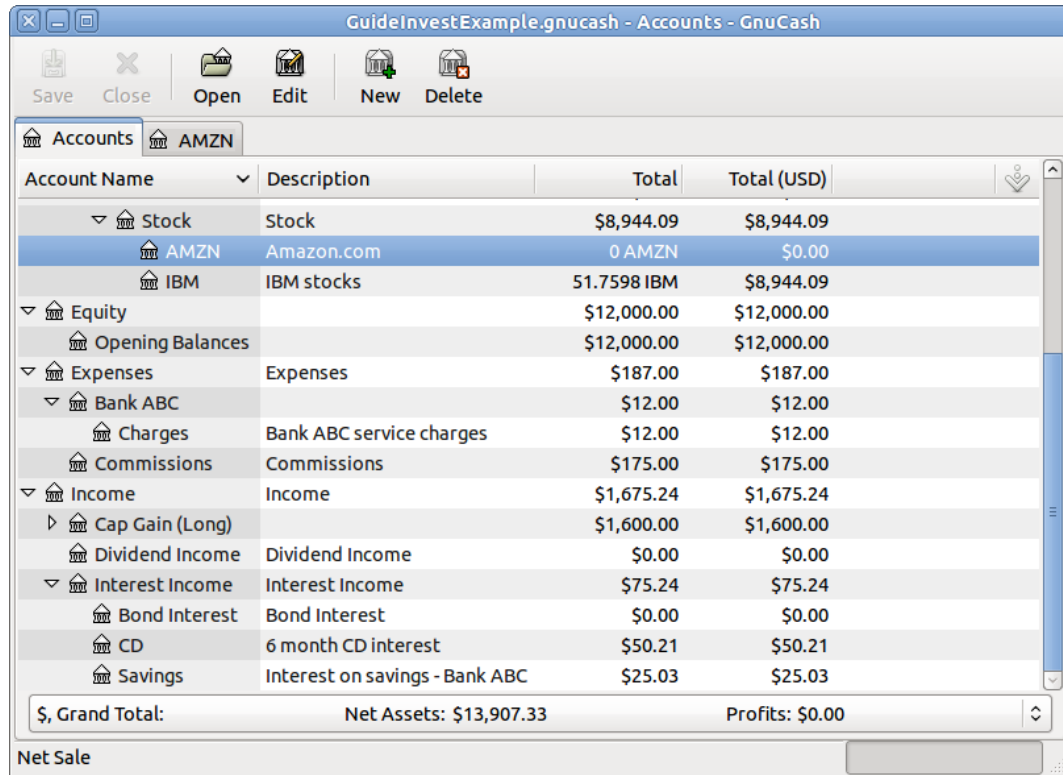 GuideInvestExample.gnucash - Accounts - GnuCash
Save Close Open Edit New Delete
Accounts AMZN
Account Name Description Total Total (USD)
Stock Stock $8,944.09 $8,944.09
AMZN Amazon.com 0 AMZN $0.00
IBM IBM stocks 51.7598 IBM $8,944.09
Equity $12,000.00 $12,000.00
Opening Balances $12,000.00 $12,000.00
Expenses Expenses $187.00 $187.00
Bank ABC $12.00 $12.00
Charges Bank ABC service charges $12.00 $12.00
Commissions Commissions $175.00 $175.00
Income Income $1,675.24 $1,675.24
Cap Gain (Long) $1,600.00 $1,600.00
Dividend Income Dividend Income $0.00 $0.00
Interest Income Interest Income $75.24 $75.24
Bond Interest Bond Interest $0.00 $0.00
CD 6 month CD interest $50.21 $50.21
Savings Interest on savings - Bank ABC $25.03 $25.03
$, Grand Total: Net Assets: $13,907.33 Profits: $0.00
Net Sale